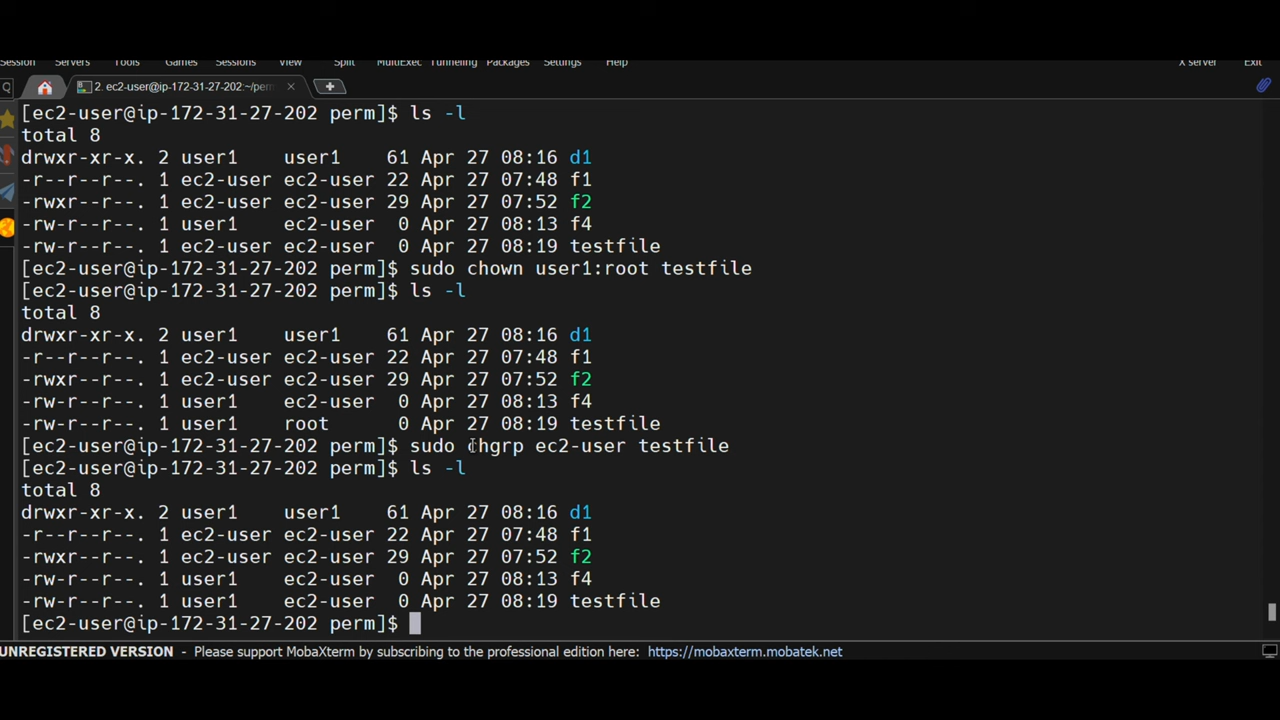 Session Servers Tools Games Sessions View Split MultiExec Tunneling Packages Settings Help X server Exit
2. ec2-user@ip-172-31-27-202:~/perm
[ec2-user@ip-172-31-27-202 perm]$ ls -l
total 8
drwxr-xr-x. 2 user1    user1    61 Apr 27 08:16 d1
-r--r--r--. 1 ec2-user ec2-user 22 Apr 27 07:48 f1
-rwxr--r--. 1 ec2-user ec2-user 29 Apr 27 07:52 f2
-rw-r--r--. 1 user1    ec2-user  0 Apr 27 08:13 f4
-rw-r--r--. 1 ec2-user ec2-user  0 Apr 27 08:19 testfile
[ec2-user@ip-172-31-27-202 perm]$ sudo chown user1:root testfile
[ec2-user@ip-172-31-27-202 perm]$ ls -l
total 8
drwxr-xr-x. 2 user1    user1    61 Apr 27 08:16 d1
-r--r--r--. 1 ec2-user ec2-user 22 Apr 27 07:48 f1
-rwxr--r--. 1 ec2-user ec2-user 29 Apr 27 07:52 f2
-rw-r--r--. 1 user1    ec2-user  0 Apr 27 08:13 f4
-rw-r--r--. 1 user1    root      0 Apr 27 08:19 testfile
[ec2-user@ip-172-31-27-202 perm]$ sudo chgrp ec2-user testfile
[ec2-user@ip-172-31-27-202 perm]$ ls -l
total 8
drwxr-xr-x. 2 user1    user1    61 Apr 27 08:16 d1
-r--r--r--. 1 ec2-user ec2-user 22 Apr 27 07:48 f1
-rwxr--r--. 1 ec2-user ec2-user 29 Apr 27 07:52 f2
-rw-r--r--. 1 user1    ec2-user  0 Apr 27 08:13 f4
-rw-r--r--. 1 user1    ec2-user  0 Apr 27 08:19 testfile
[ec2-user@ip-172-31-27-202 perm]$
UNREGISTERED VERSION - Please support MobaXterm by subscribing to the professional edition here: https://mobaxterm.mobatek.net